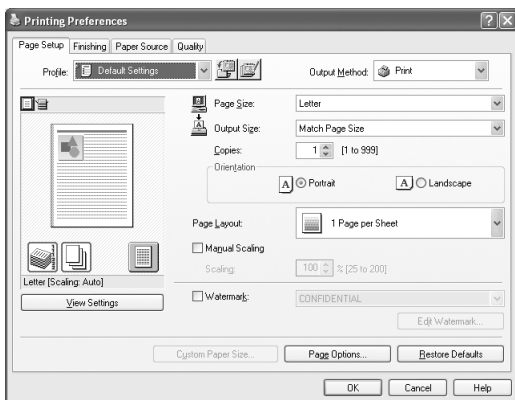 Printing Preferences
Page Setup Finishing Paper Source Quality
Profile: Default Settings Output Method: Print
Page Size: Letter
Output Size: Match Page Size
Copies: 1 [1 to 999]
Orientation
A Portrait A Landscape
Page Layout: 1 Page per Sheet
Manual Scaling
Scaling: 100 % [25 to 200]
Letter [Scaling: Auto]
View Settings
Watermark: CONFIDENTIAL
Edit Watermark...
Custom Paper Size... Page Options... Restore Defaults
OK Cancel Help